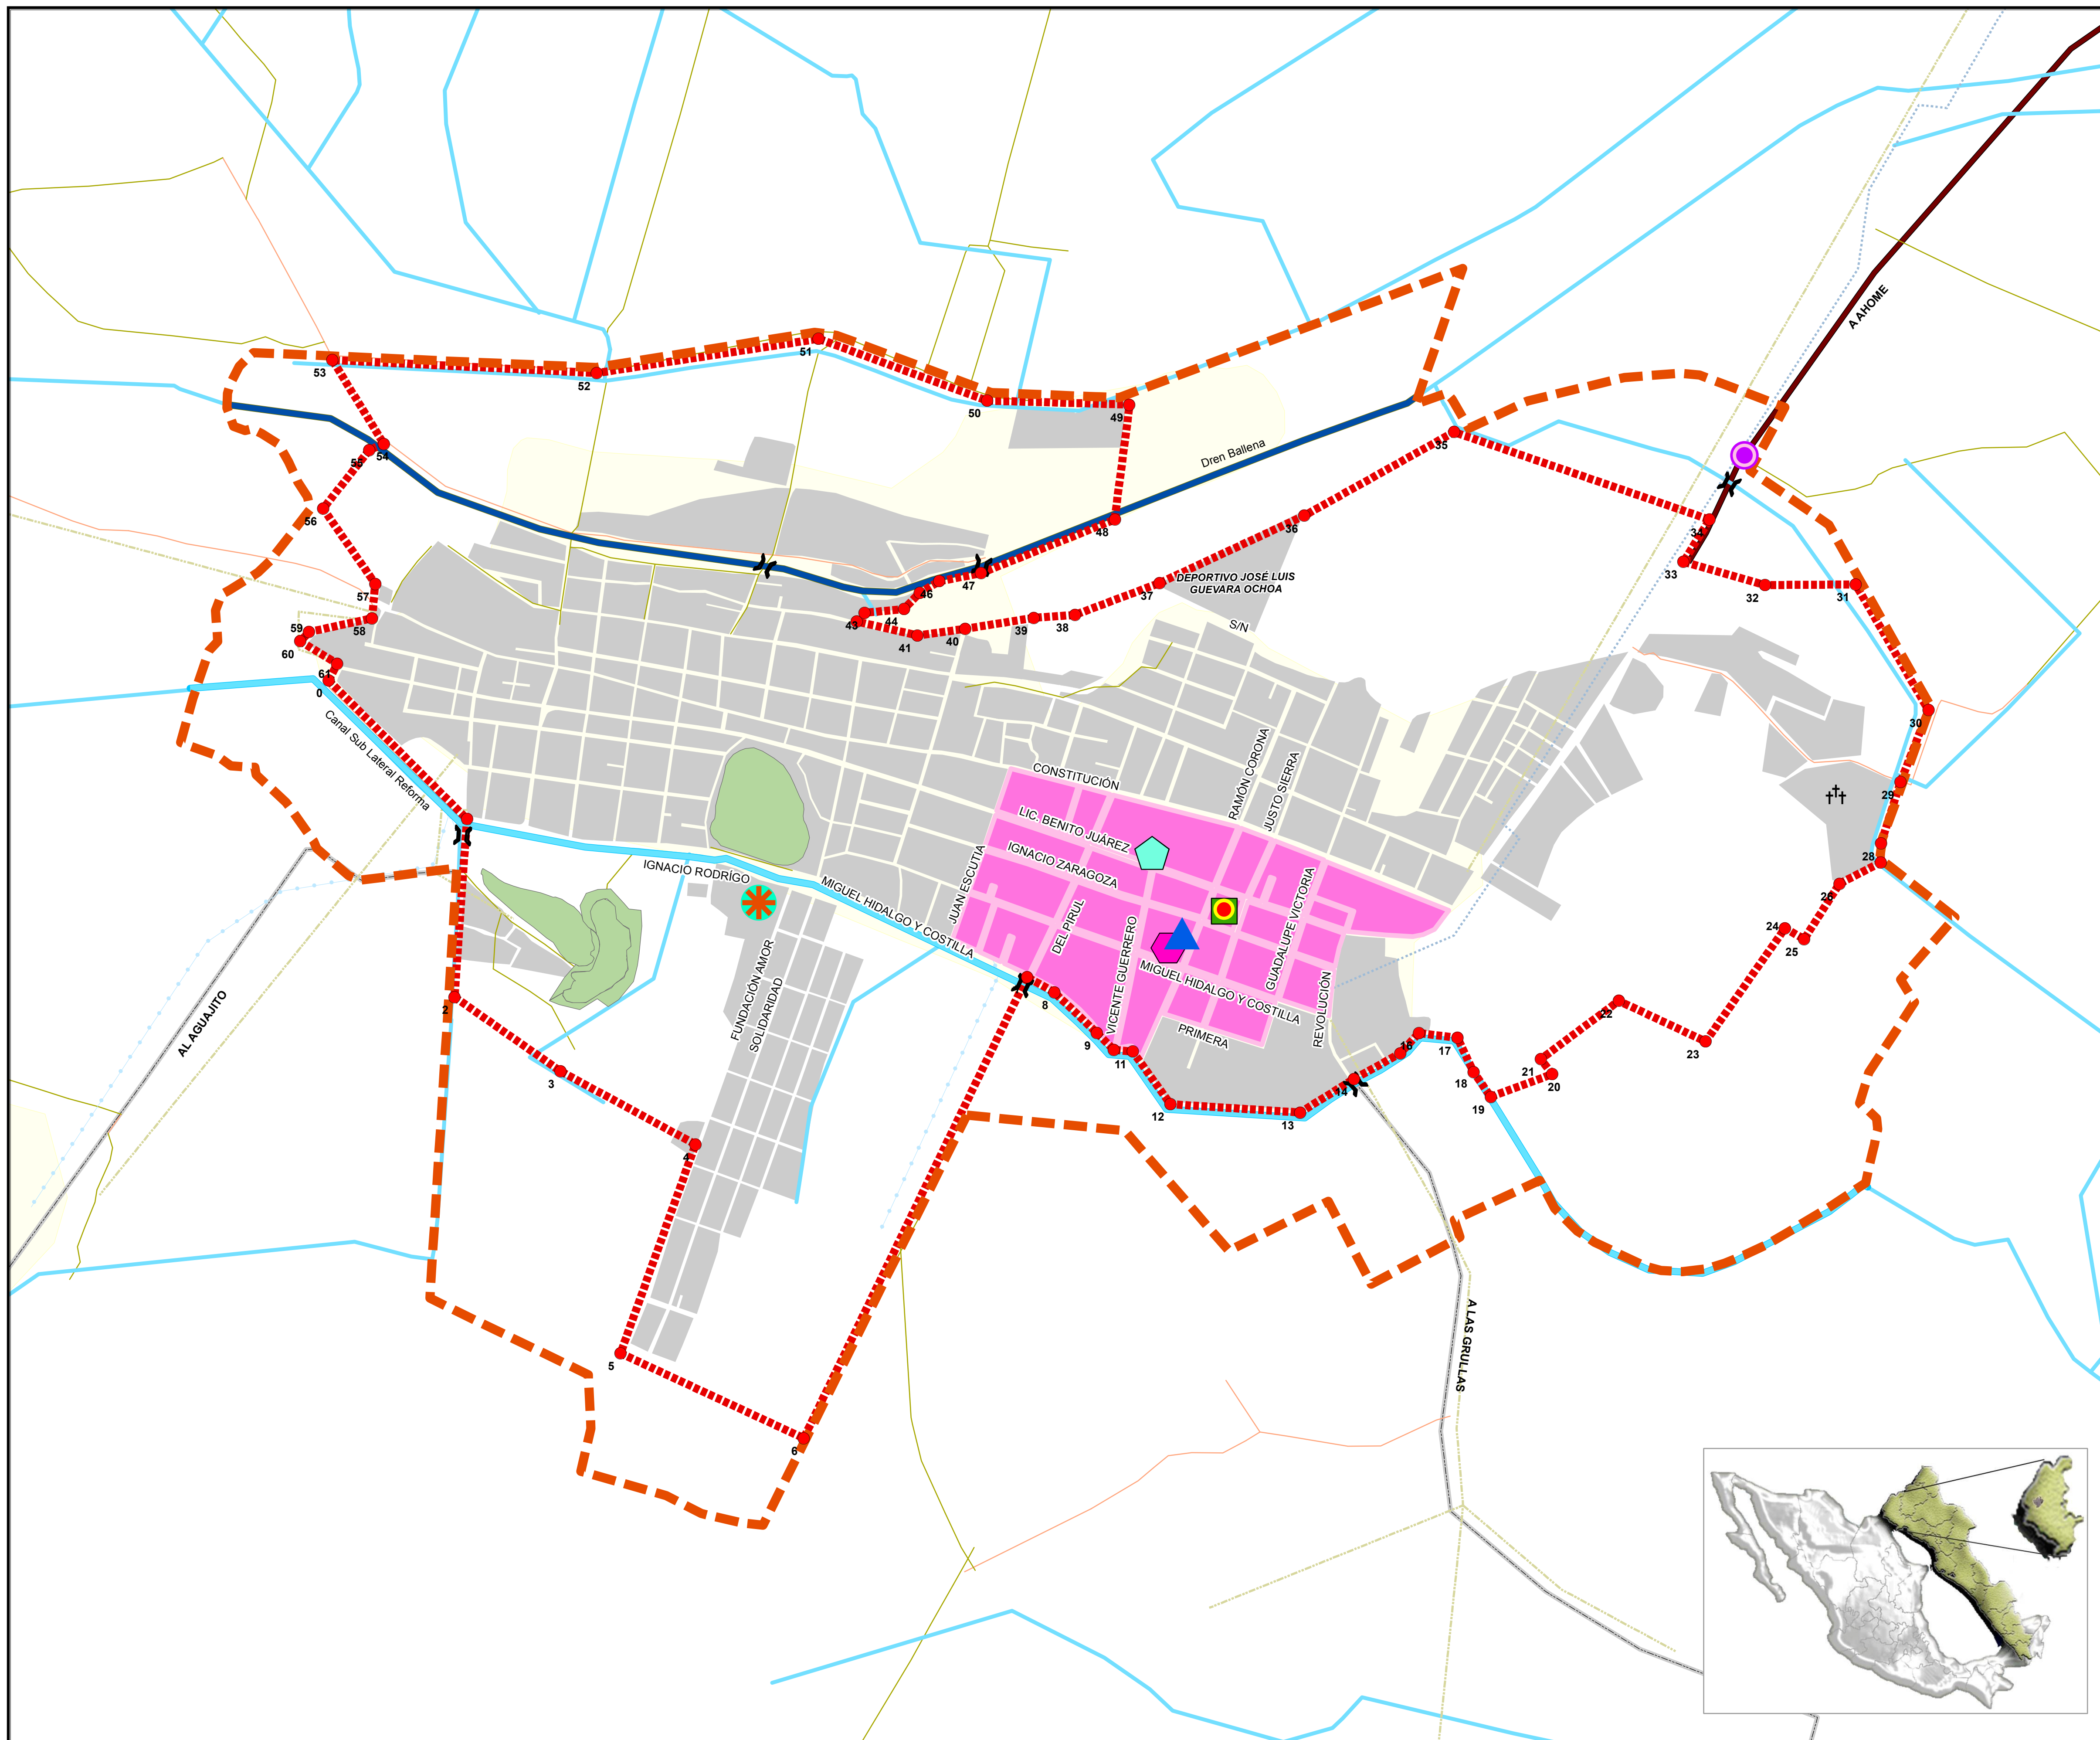 A AHOME
51
53
52
50
49
35
Dren Ballena
55
54
56
48
36
34
33
47
DEPORTIVO JOSÉ LUIS
GUEVARA OCHOA
37
32
31
57
46
44
43
39
38
S/N
59
58
60
41
40
61
0
30
Canal Sub Lateral Reforma
CONSTITUCIÓN
RAMÓN CORONA
JUSTO SIERRA
29
LIC. BENITO JUÁREZ
IGNACIO ZARAGOZA
28
IGNACIO RODRÍGO
MIGUEL HIDALGO Y COSTILLA
JUAN ESCUTIA
DEL PIRUL
VICENTE GUERRERO
GUADALUPE VICTORIA
26
24
25
FUNDACIÓN AMOR
SOLIDARIDAD
MIGUEL HIDALGO Y COSTILLA
REVOLUCIÓN
PRIMERA
2
8
22
AL AGUAJITO
9
11
16
17
23
3
18
21
20
14
19
12
13
4
A LAS GRULLAS
5
6